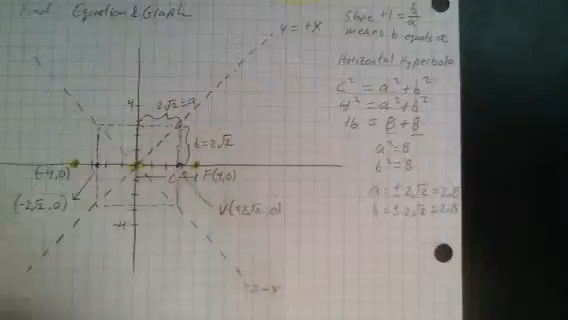 Find Equation & Graph
y = +x
4
2√2 = a
b = 2√2
(-4,0)
F(4,0)
c
(-2√2, 0)
V(+2√2, 0)
-4
= -x
Slope +1 = b/a
means b equals a
Horizontal Hyperbola
c² = a² + b²
4² = a² + b²
16 = 8 + 8
a² = 8
b² = 8
a = ±2√2 = 2.8
b = ±2√2 = 2.8